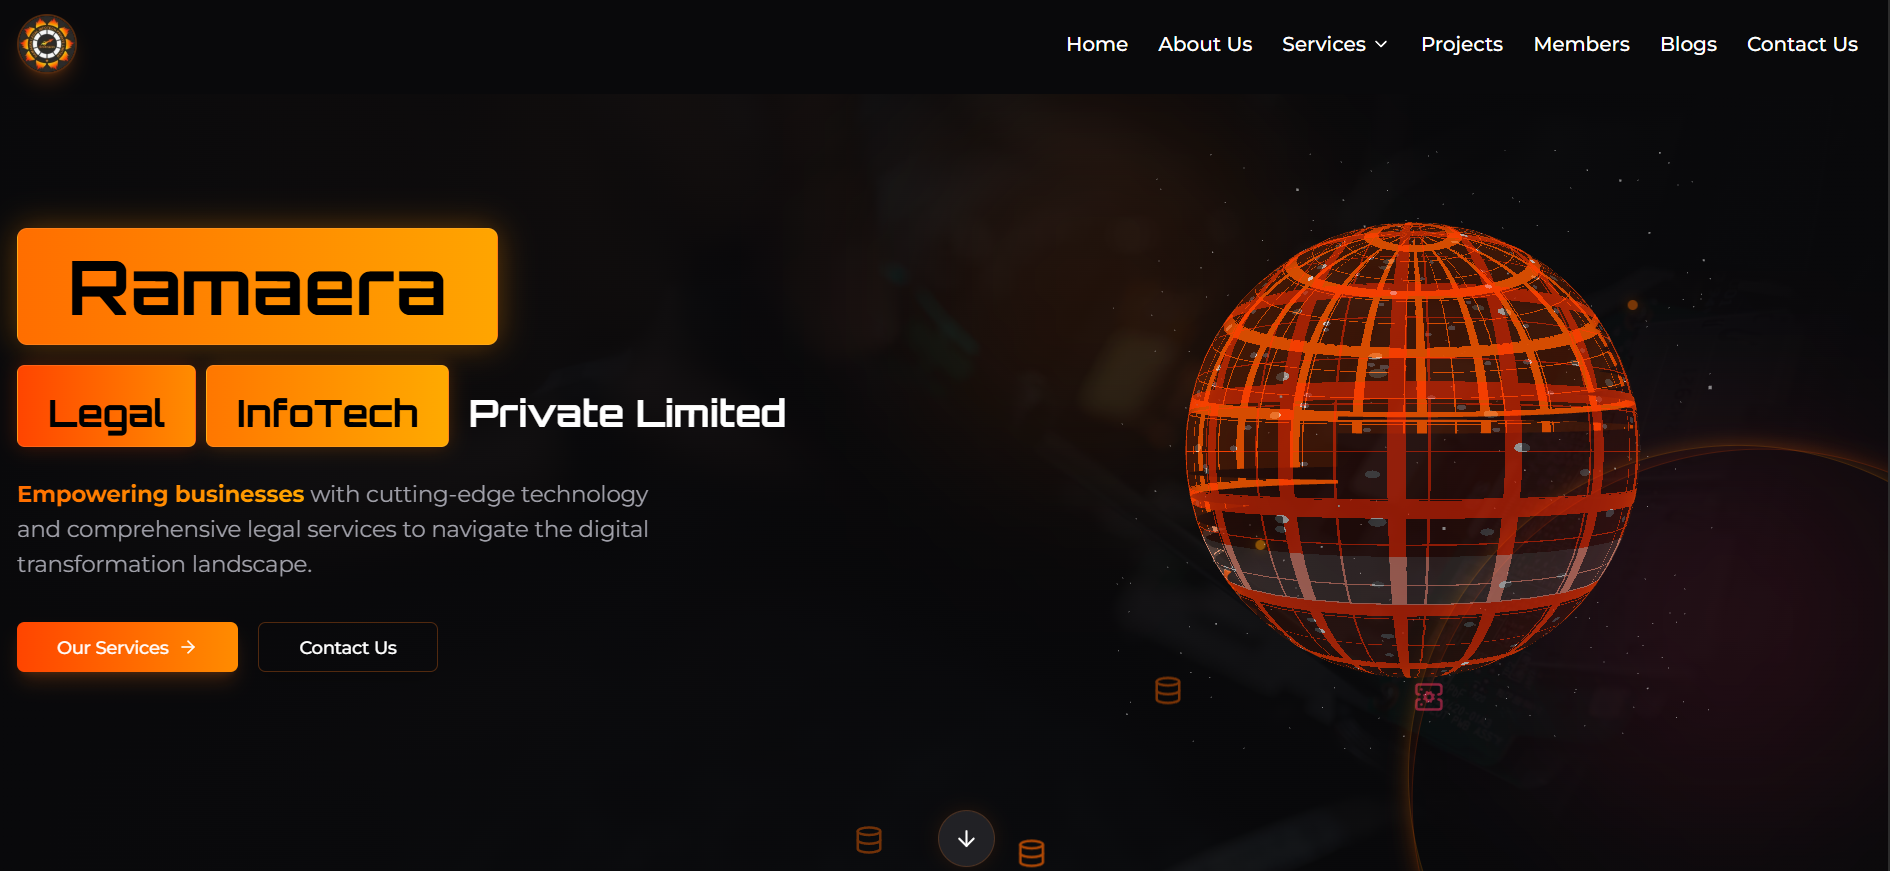 Home About Us Services Projects Members Blogs Contact Us
Ramaera
Legal InfoTech Private Limited
Empowering businesses with cutting-edge technology
and comprehensive legal services to navigate the digital
transformation landscape.
Our Services → Contact Us